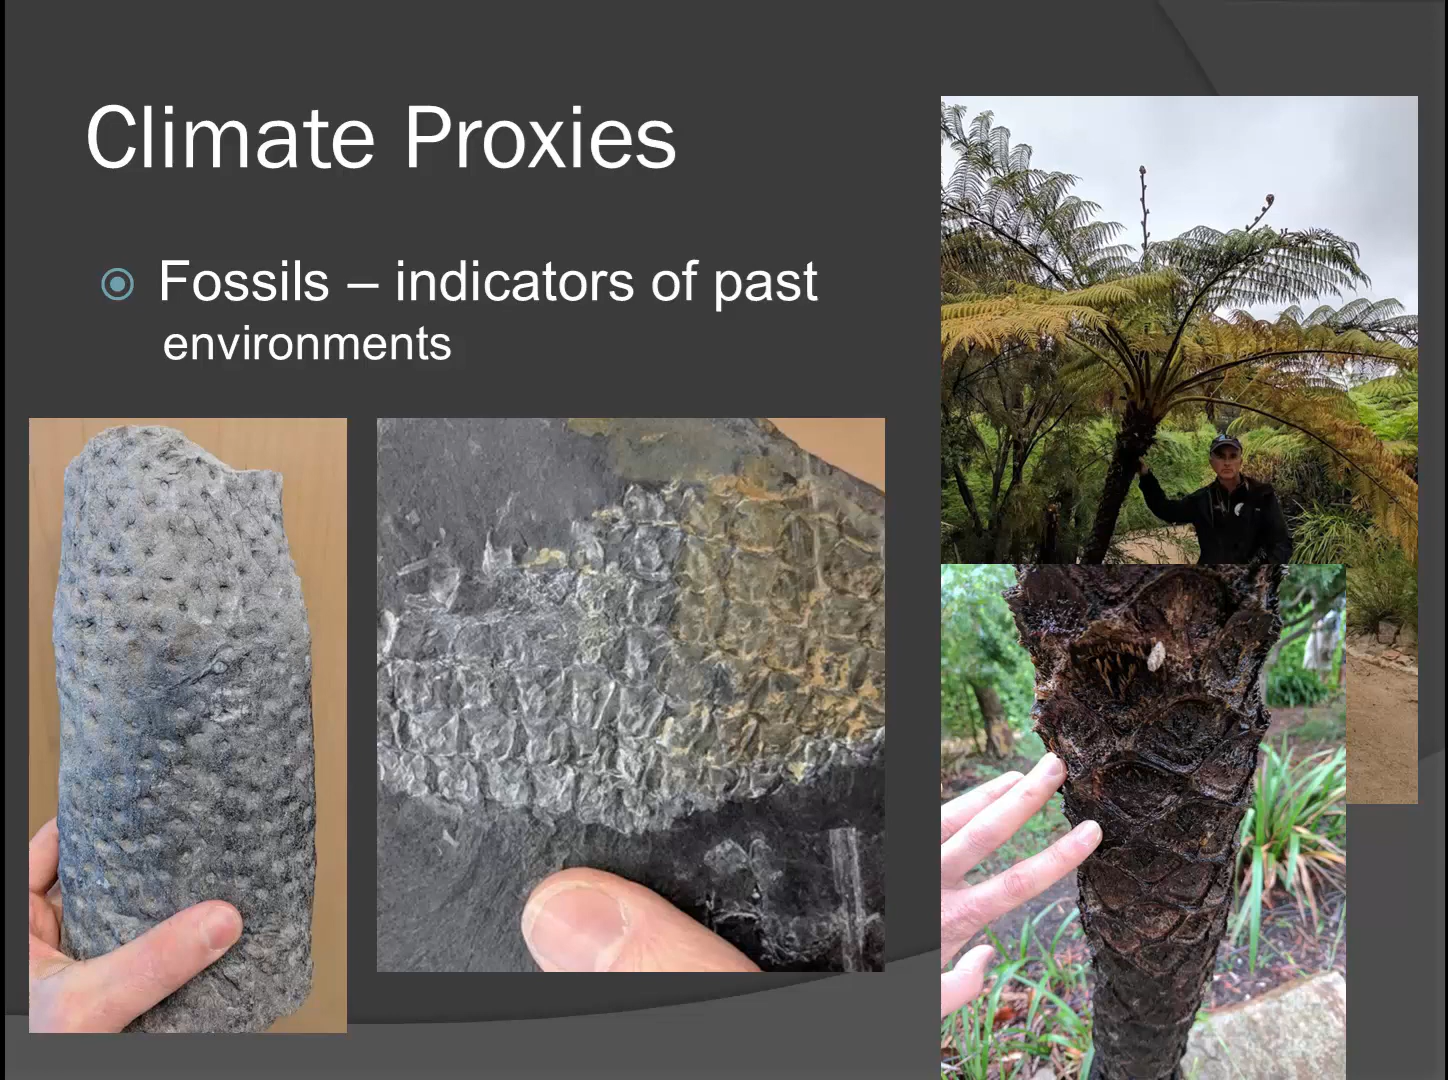 Climate Proxies
Fossils – indicators of past
environments